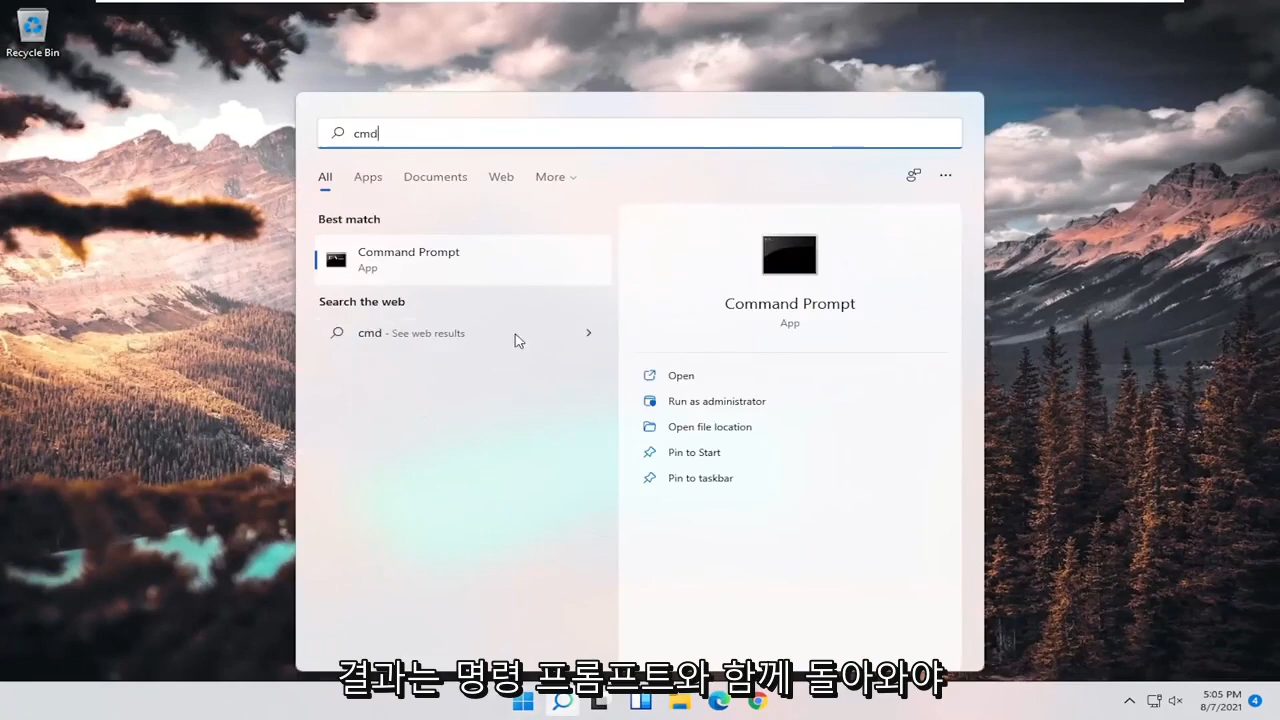 Recycle Bin
cmd
All Apps Documents Web More
Best match
Command Prompt
App
Search the web
cmd - See web results
Command Prompt
App
Open
Run as administrator
Open file location
Pin to Start
Pin to taskbar
결과는 명령 프롬프트와 함께 돌아와야
5:05 PM
8/7/2021
4